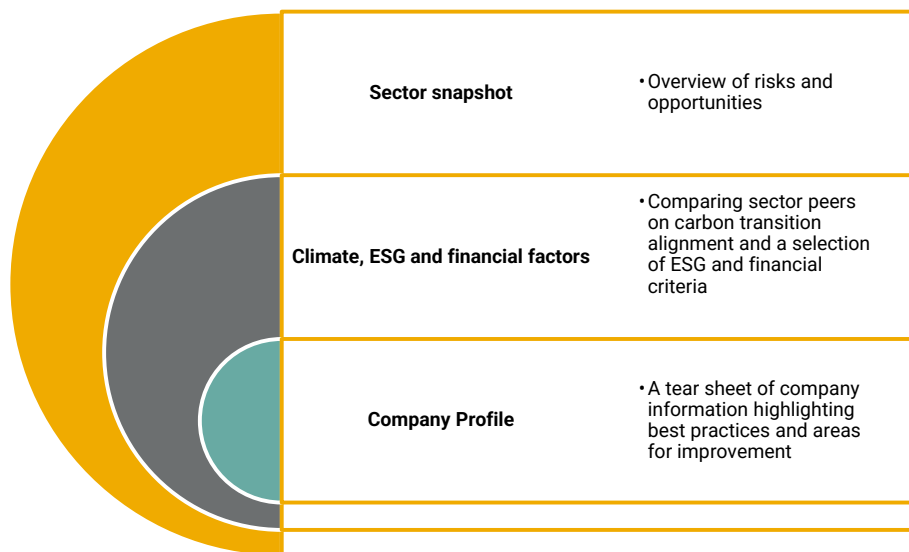 Sector snapshot
• Overview of risks and
opportunities
Climate, ESG and financial factors
• Comparing sector peers
on carbon transition
alignment and a selection
of ESG and financial
criteria
Company Profile
• A tear sheet of company
information highlighting
best practices and areas
for improvement